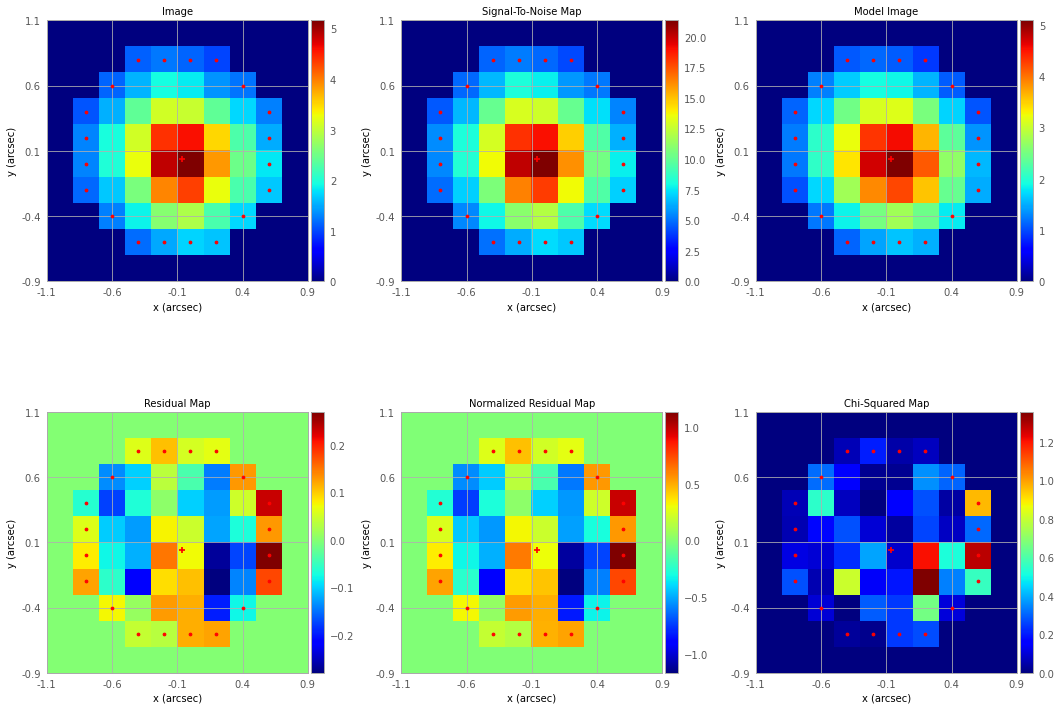 Image
Signal-To-Noise Map
Model Image
1.1
0.6
0.1
-0.4
-0.9
y (arcsec)
-1.1 -0.6 -0.1 0.4 0.9
x (arcsec)
5
4
3
2
1
0
1.1
0.6
0.1
-0.4
-0.9
y (arcsec)
-1.1 -0.6 -0.1 0.4 0.9
x (arcsec)
20.0
17.5
15.0
12.5
10.0
7.5
5.0
2.5
0.0
1.1
0.6
0.1
-0.4
-0.9
y (arcsec)
-1.1 -0.6 -0.1 0.4 0.9
x (arcsec)
5
4
3
2
1
0
Residual Map
Normalized Residual Map
Chi-Squared Map
1.1
0.6
0.1
-0.4
-0.9
y (arcsec)
-1.1 -0.6 -0.1 0.4 0.9
x (arcsec)
0.2
0.1
0.0
−0.1
−0.2
1.1
0.6
0.1
-0.4
-0.9
y (arcsec)
-1.1 -0.6 -0.1 0.4 0.9
x (arcsec)
1.0
0.5
0.0
−0.5
−1.0
1.1
0.6
0.1
-0.4
-0.9
y (arcsec)
-1.1 -0.6 -0.1 0.4 0.9
x (arcsec)
1.2
1.0
0.8
0.6
0.4
0.2
0.0